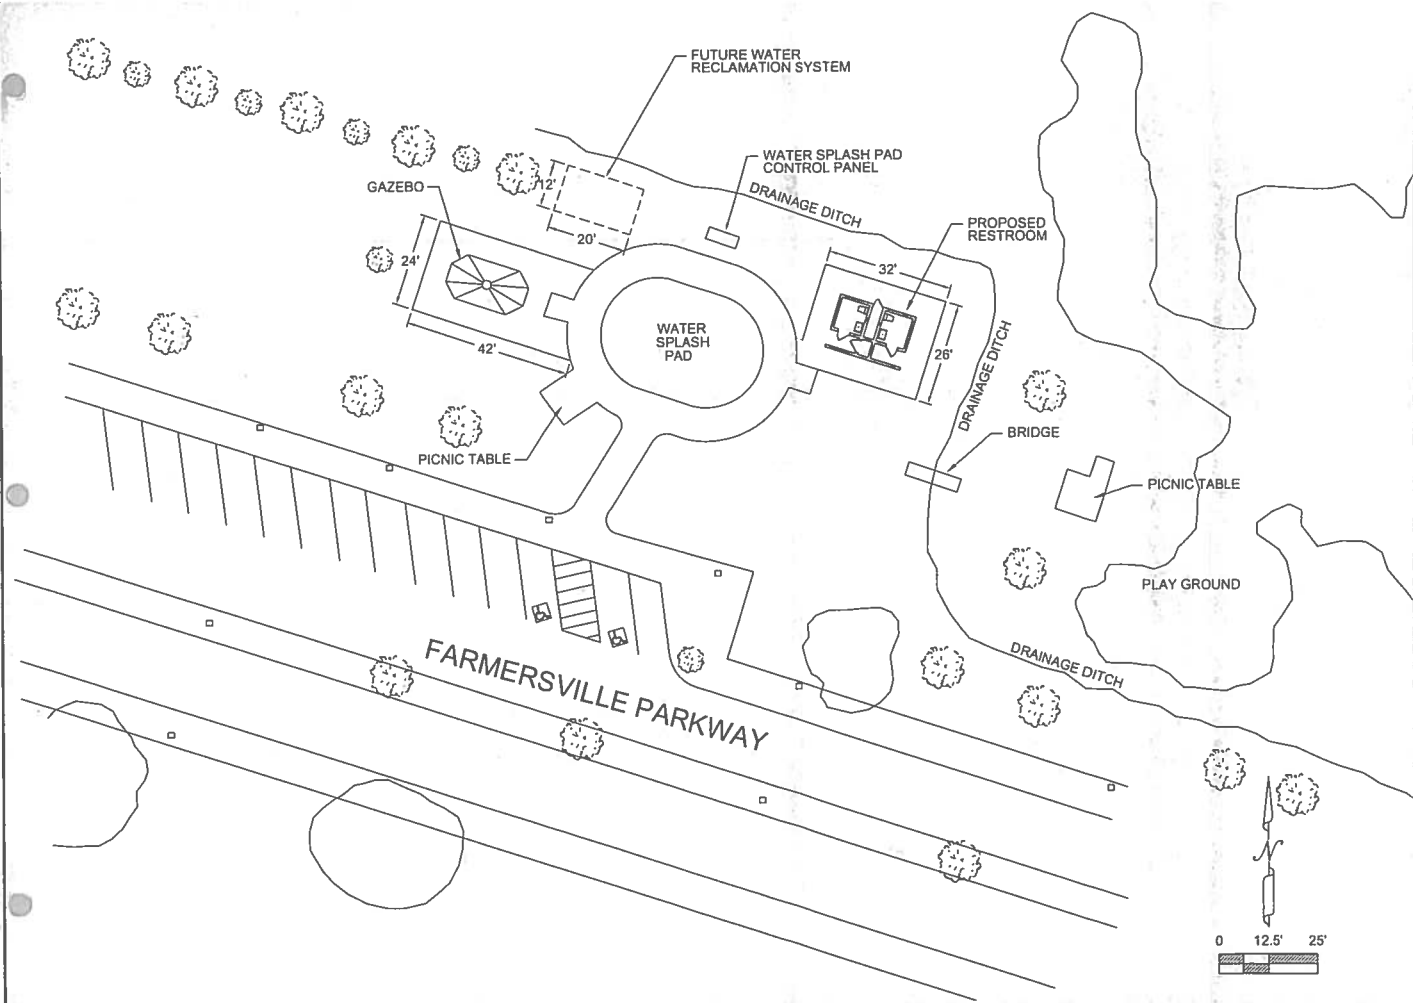 FUTURE WATER
RECLAMATION SYSTEM
WATER SPLASH PAD
CONTROL PANEL
GAZEBO
12'
DRAINAGE DITCH
PROPOSED
RESTROOM
20'
24'
32'
WATER
SPLASH
PAD
42'
26'
DRAINAGE DITCH
BRIDGE
PICNIC TABLE
PICNIC TABLE
PLAY GROUND
FARMERSVILLE PARKWAY
DRAINAGE DITCH
N
0 12.5' 25'